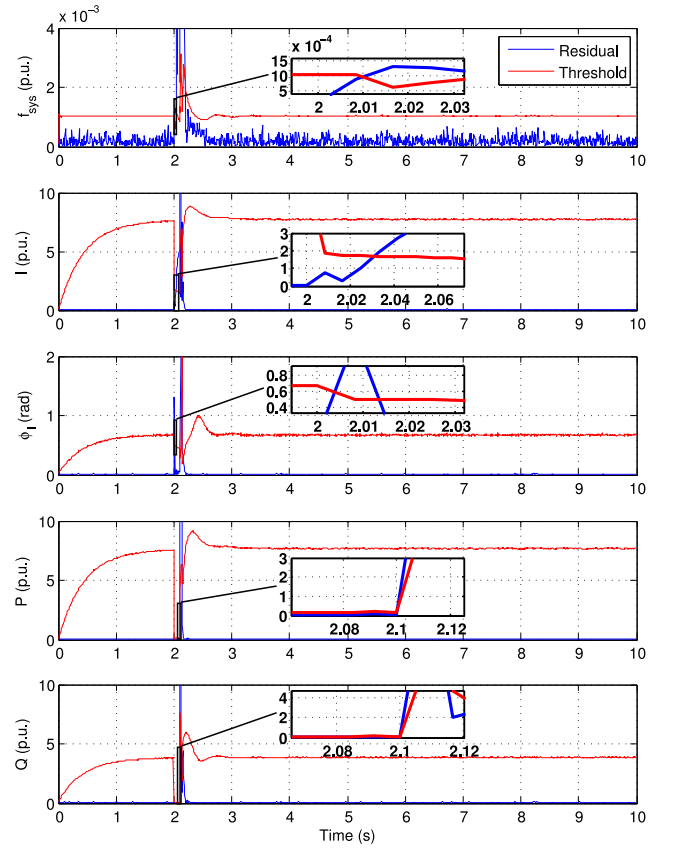 x 10⁻³
4
2
0
f_sys (p.u.)
x 10⁻⁴
15
10
5
2 2.01 2.02 2.03
Residual
Threshold
0 1 2 3 4 5 6 7 8 9 10
10
5
0
I (p.u.)
3
2
1
0
2 2.02 2.04 2.06
0 1 2 3 4 5 6 7 8 9 10
2
1
0
ϕ_I (rad)
0.8
0.6
0.4
2 2.01 2.02 2.03
0 1 2 3 4 5 6 7 8 9 10
10
5
0
P (p.u.)
3
2
1
0
2.08 2.1 2.12
0 1 2 3 4 5 6 7 8 9 10
10
5
0
Q (p.u.)
4
2
0
2.08 2.1 2.12
0 1 2 3 4 5 6 7 8 9 10
Time (s)